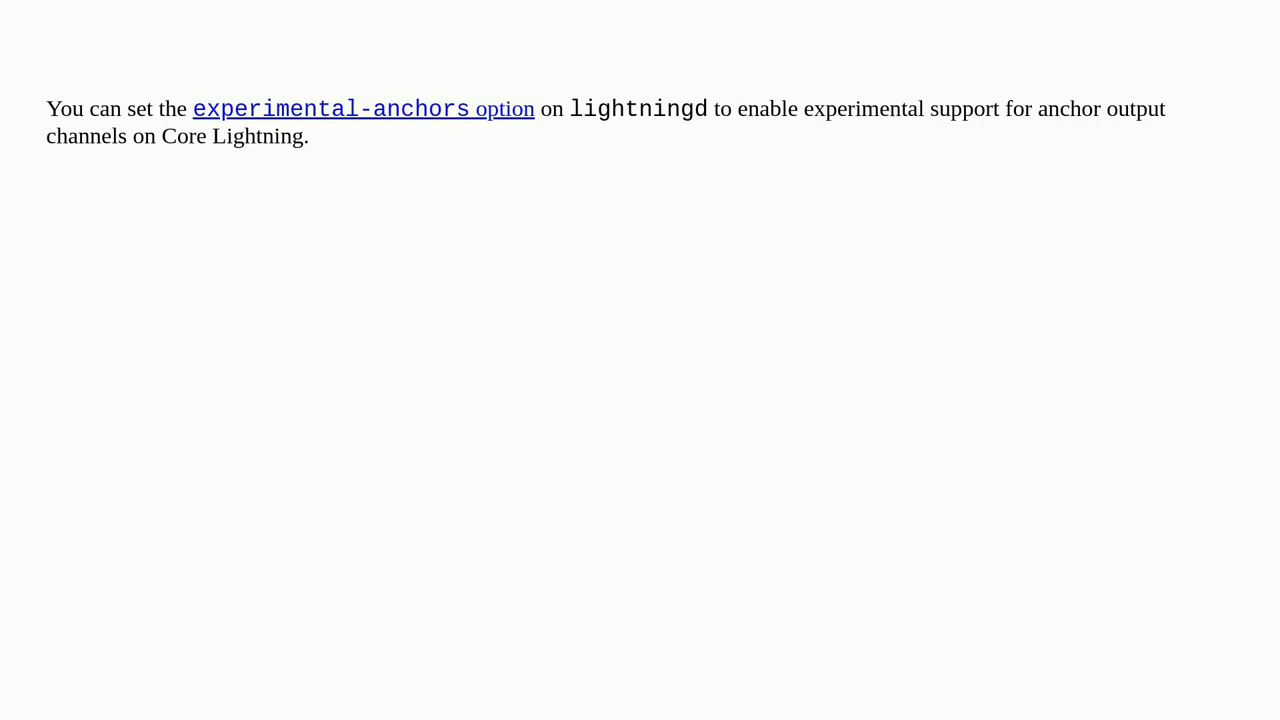 You can set the experimental-anchors option on lightningd to enable experimental support for anchor output
channels on Core Lightning.